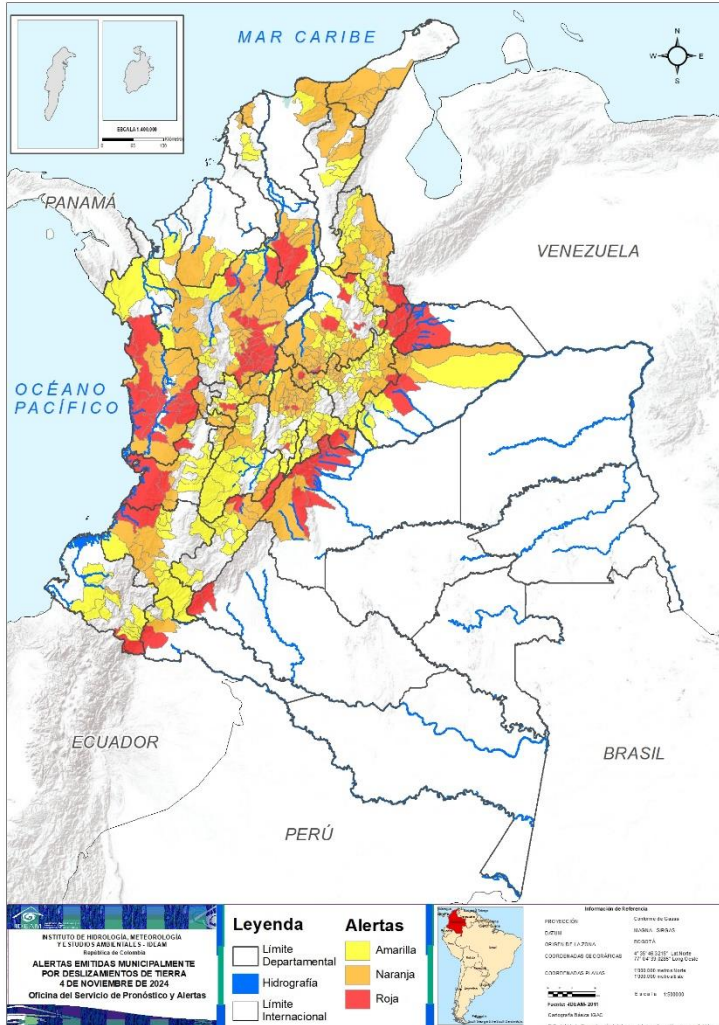 MAR CARIBE
N
W
E
S
PANAMÁ
VENEZUELA
OCÉANO
PACÍFICO
ECUADOR
BRASIL
PERÚ
IDEAM
INSTITUTO DE HIDROLOGÍA, METEOROLOGÍA
Y ESTUDIOS AMBIENTALES - IDEAM
República de Colombia
ALERTAS EMITIDAS MUNICIPALMENTE
POR DESLIZAMIENTOS DE TIERRA
4 DE NOVIEMBRE DE 2024
Oficina del Servicio de Pronóstico y Alertas
Leyenda
Límite
Departamental
Hidrografía
Límite
Internacional
Alertas
Amarilla
Naranja
Roja
Información de Referencia
PROYECCIÓN
DATUM
ORIGEN DE LA ZONA
BOGOTÁ
COORDENADAS GEOGRÁFICAS
COORDENADAS PLANAS
Cartografía Básica IGAC